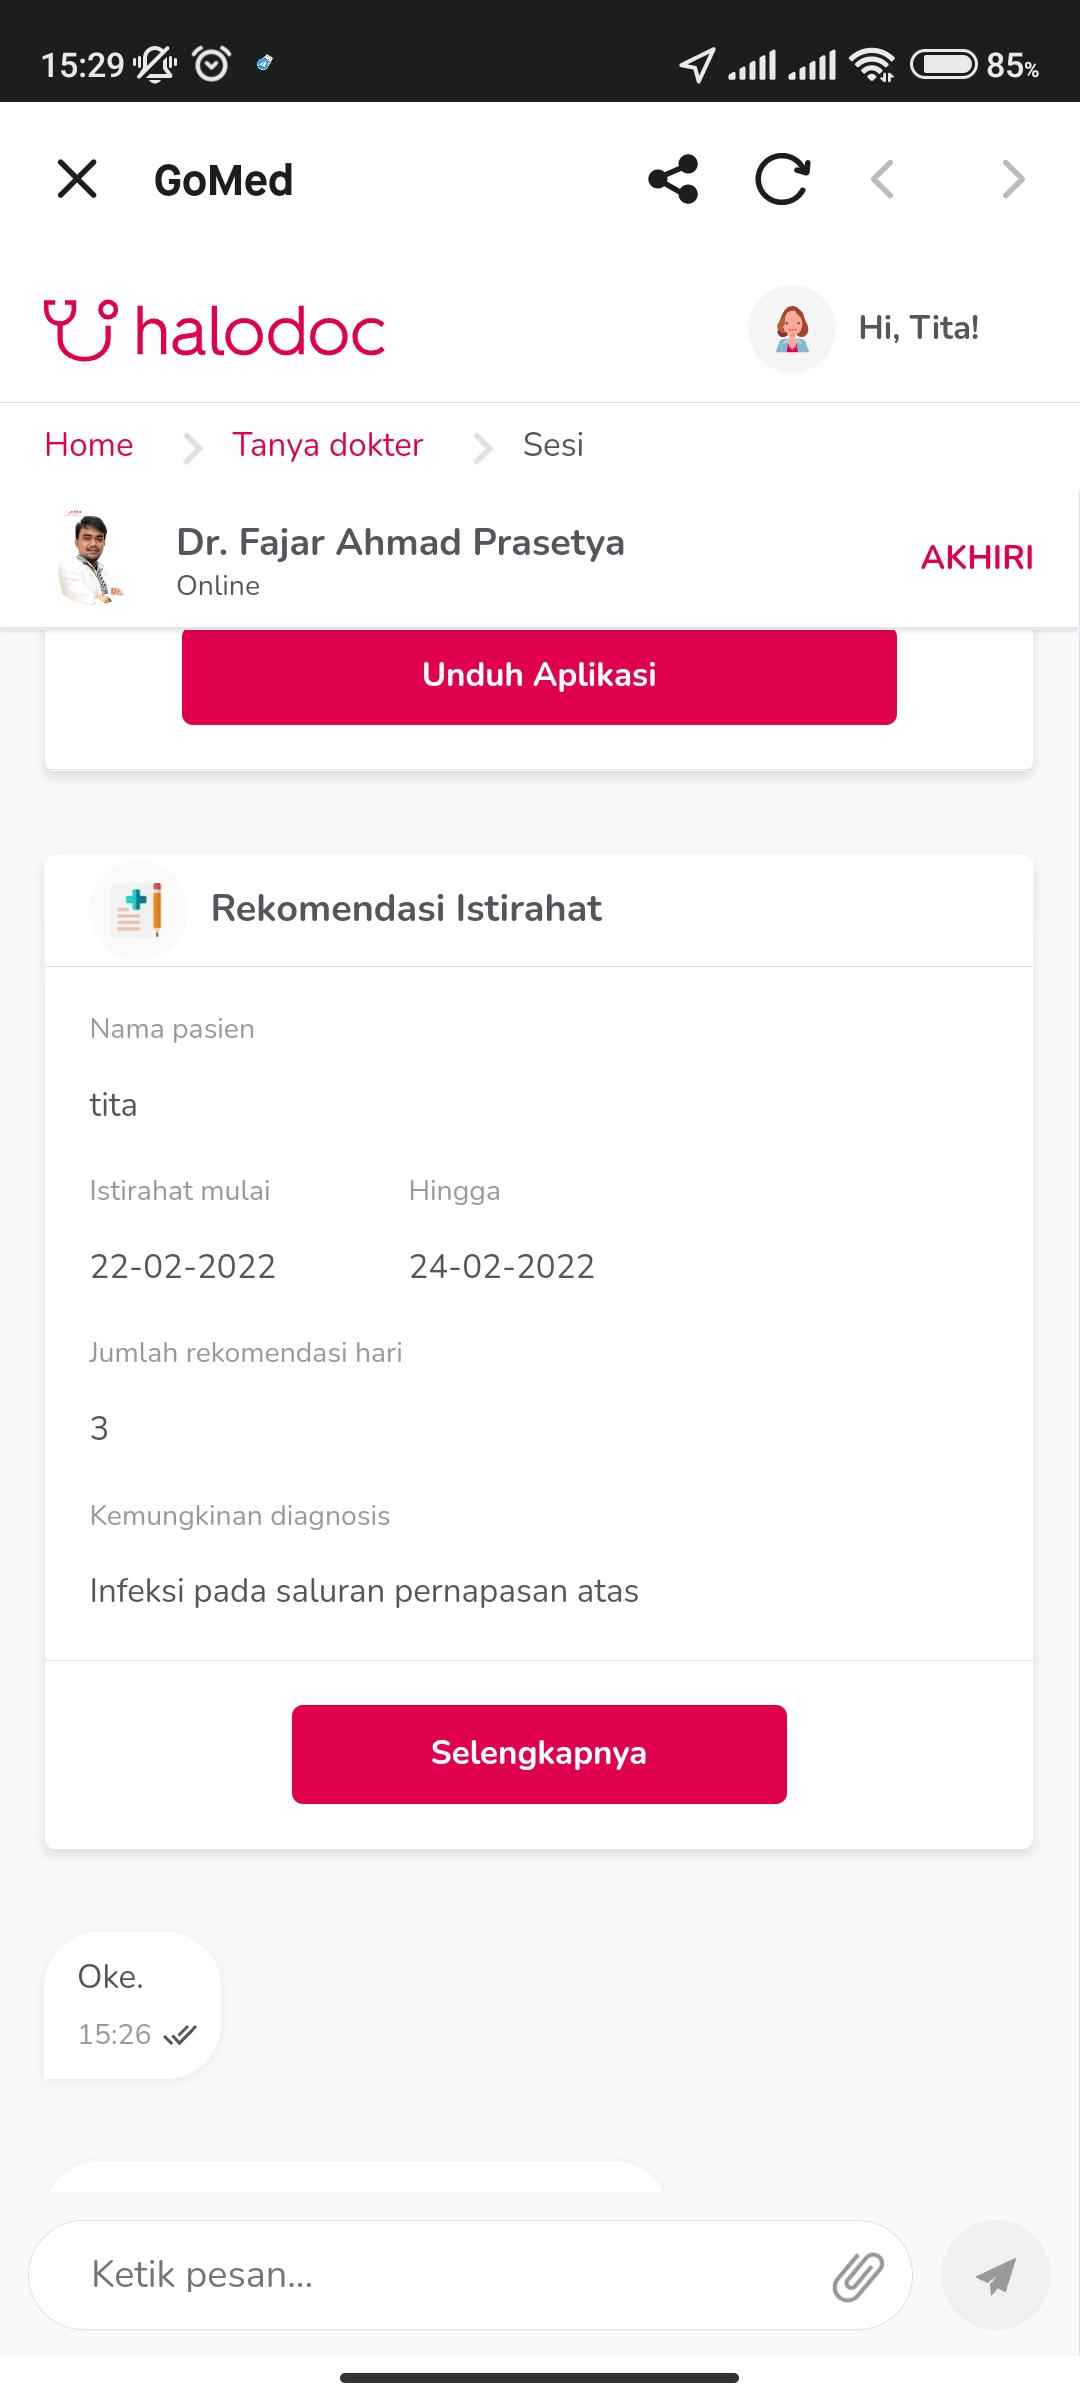 15:29 85%
GoMed
halodoc Hi, Tita!
Home Tanya dokter Sesi
Dr. Fajar Ahmad Prasetya
Online
AKHIRI
Unduh Aplikasi
Rekomendasi Istirahat
Nama pasien
tita
Istirahat mulai Hingga
22-02-2022 24-02-2022
Jumlah rekomendasi hari
3
Kemungkinan diagnosis
Infeksi pada saluran pernapasan atas
Selengkapnya
Oke.
15:26
Ketik pesan...